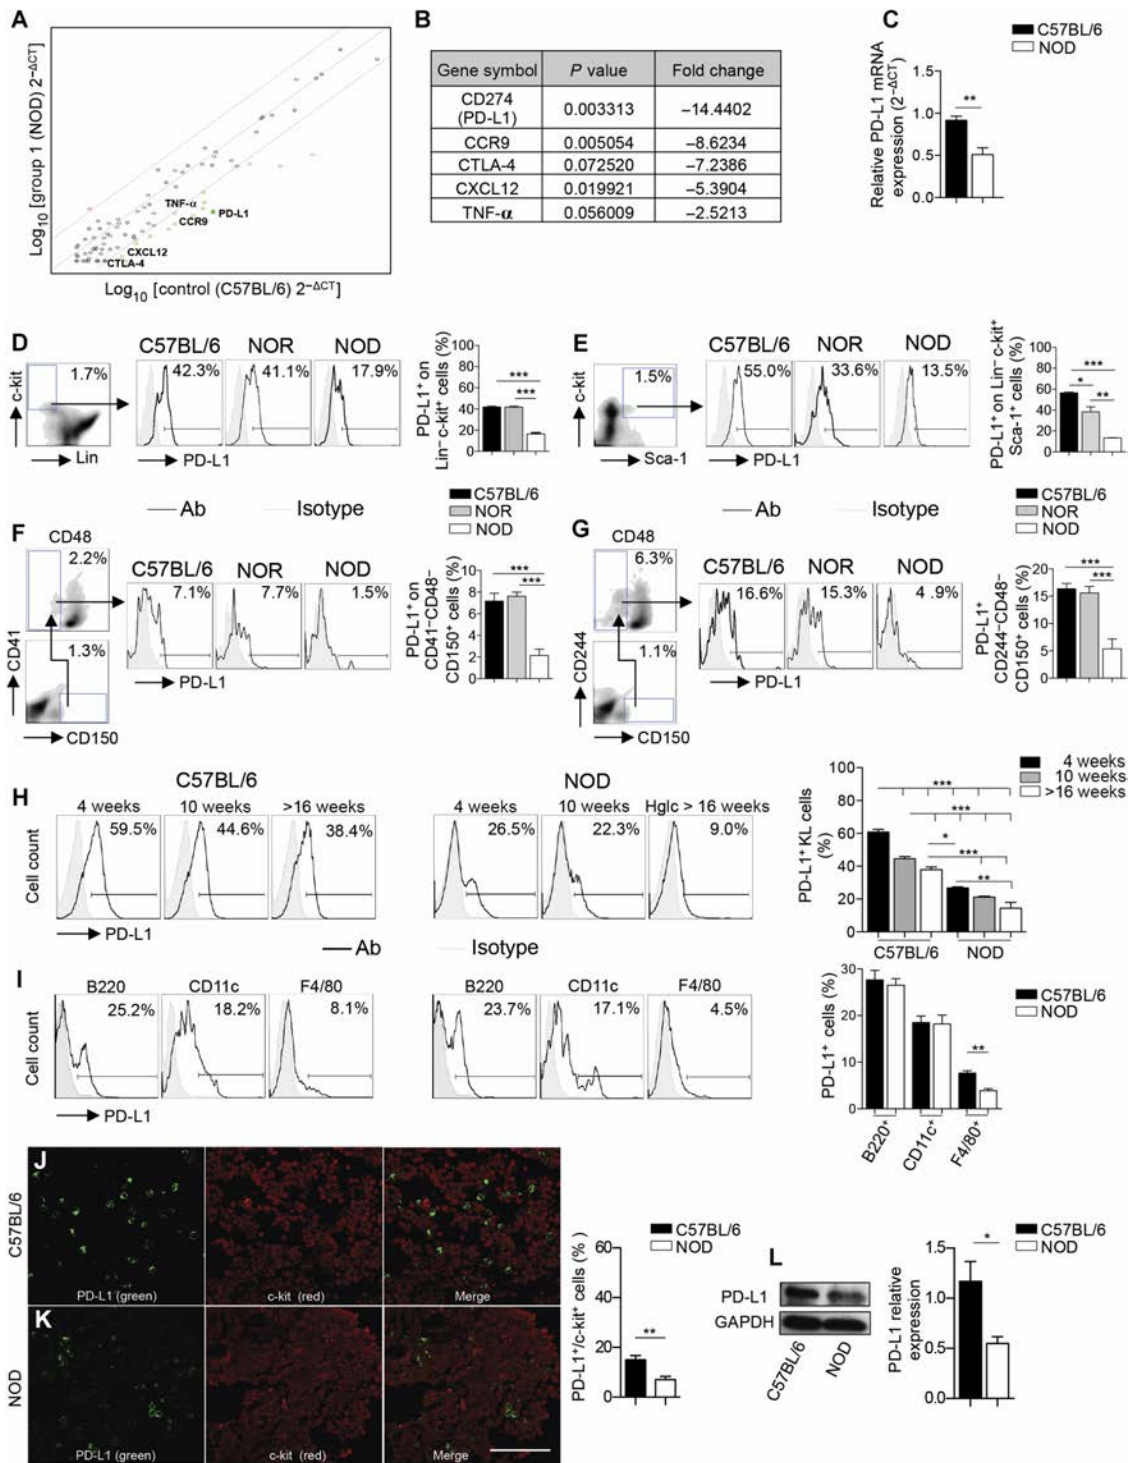 A
Log10 [group 1 (NOD) 2−ΔCT]
TNF-α
PD-L1
CCR9
CXCL12
CTLA-4
Log10 [control (C57BL/6) 2−ΔCT]
B
Gene symbol P value Fold change
CD274 (PD-L1) 0.003313 −14.4402
CCR9 0.005054 −8.6234
CTLA-4 0.072520 −7.2386
CXCL12 0.019921 −5.3904
TNF-α 0.056009 −2.5213
C
C57BL/6
NOD
Relative PD-L1 mRNA
expression (2−ΔCT)
1.5
1.0
0.5
0.0
**
D
c-kit
1.7%
Lin
C57BL/6 NOR NOD
42.3% 41.1% 17.9%
PD-L1
PD-L1+ on
Lin− c-kit+ cells (%)
100
80
60
40
20
0
***
***
E
c-kit
1.5%
Sca-1
C57BL/6 NOR NOD
55.0% 33.6% 13.5%
PD-L1
PD-L1+ on Lin− c-kit+
Sca-1+ cells (%)
100
80
60
40
20
0
***
*
**
Ab Isotype
C57BL/6
NOR
NOD
Ab Isotype
C57BL/6
NOR
NOD
F
CD48
2.2%
CD41
1.3%
CD150
C57BL/6 NOR NOD
7.1% 7.7% 1.5%
PD-L1
PD-L1+ on
CD41−CD48−
CD150+ cells (%)
10
8
6
4
2
0
***
***
G
CD48
6.3%
CD244
1.1%
CD150
C57BL/6 NOR NOD
16.6% 15.3% 4.9%
PD-L1
PD-L1+
CD244−CD48−
CD150+ cells (%)
20
15
10
5
0
***
***
H
C57BL/6
4 weeks 10 weeks >16 weeks
59.5% 44.6% 38.4%
Cell count
PD-L1
NOD
4 weeks 10 weeks Hglc > 16 weeks
26.5% 22.3% 9.0%
Ab Isotype
4 weeks
10 weeks
>16 weeks
PD-L1+ KL cells
(%)
100
80
60
40
20
0
***
***
*
***
**
C57BL/6 NOD
I
B220 CD11c F4/80
25.2% 18.2% 8.1%
Cell count
PD-L1
B220 CD11c F4/80
23.7% 17.1% 4.5%
PD-L1+ cells (%)
30
20
10
0
**
C57BL/6
NOD
B220+ CD11c+ F4/80+
J
C57BL/6
PD-L1 (green) c-kit (red) Merge
K
NOD
PD-L1 (green) c-kit (red) Merge
C57BL/6
NOD
PD-L1+/c-kit+ cells (%)
60
40
20
0
**
L
PD-L1
GAPDH
C57BL/6
NOD
C57BL/6
NOD
PD-L1 relative
expression
1.5
1.0
0.5
0.0
*